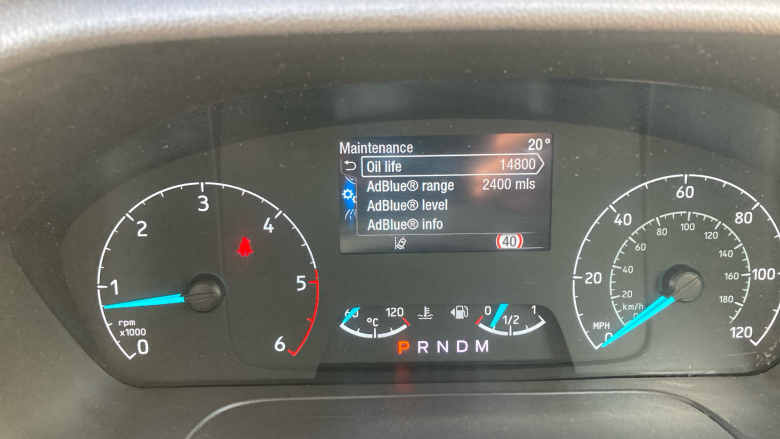 Maintenance 20°
Oil life 14800
AdBlue® range 2400 mls
AdBlue® level
AdBlue® info
40
0
1
2
3
4
5
6
rpm
x1000
60 °C 120
0 1/2 1
P R N D M
0
20
40
60
80
100
120
MPH
km/h
0
20
40
60
80
100
120
140
160
180